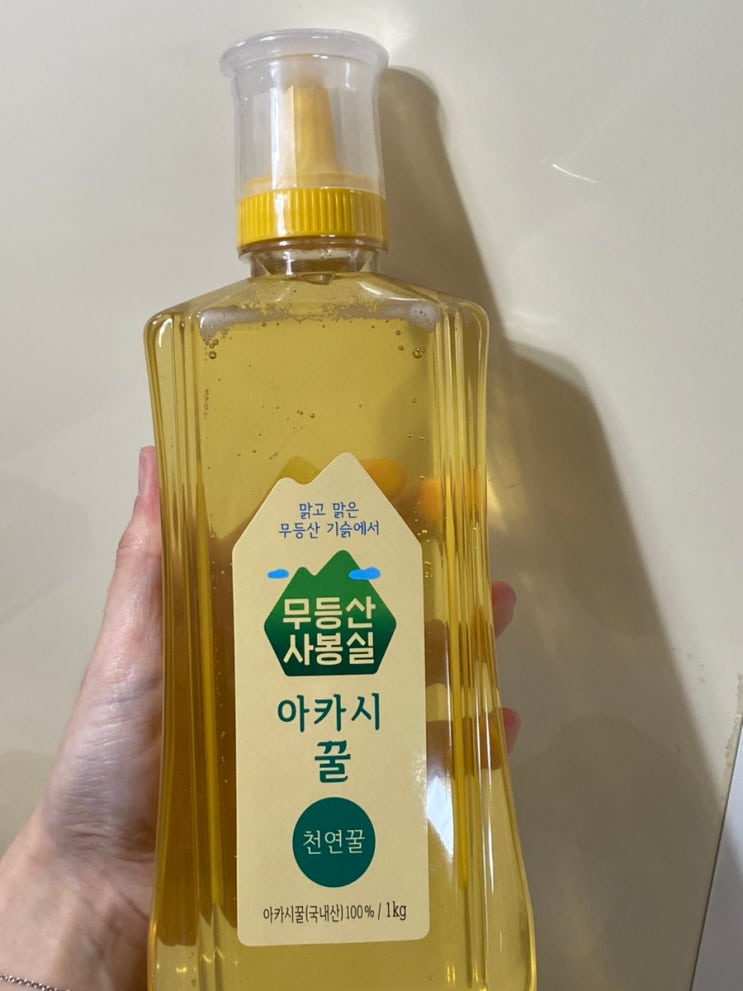 맑고 맑은
무등산 기슭에서
무등산
사봉실
아카시
꿀
천연꿀
아카시꿀(국내산)100% / 1kg